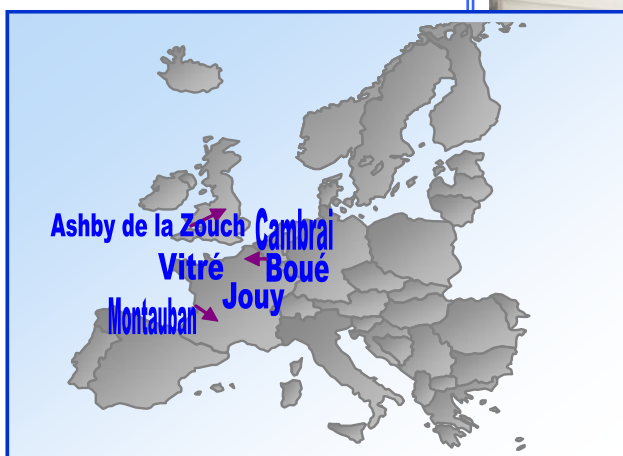 Ashby de la Zouch
Cambrai
Vitré
Boué
Jouy
Montauban